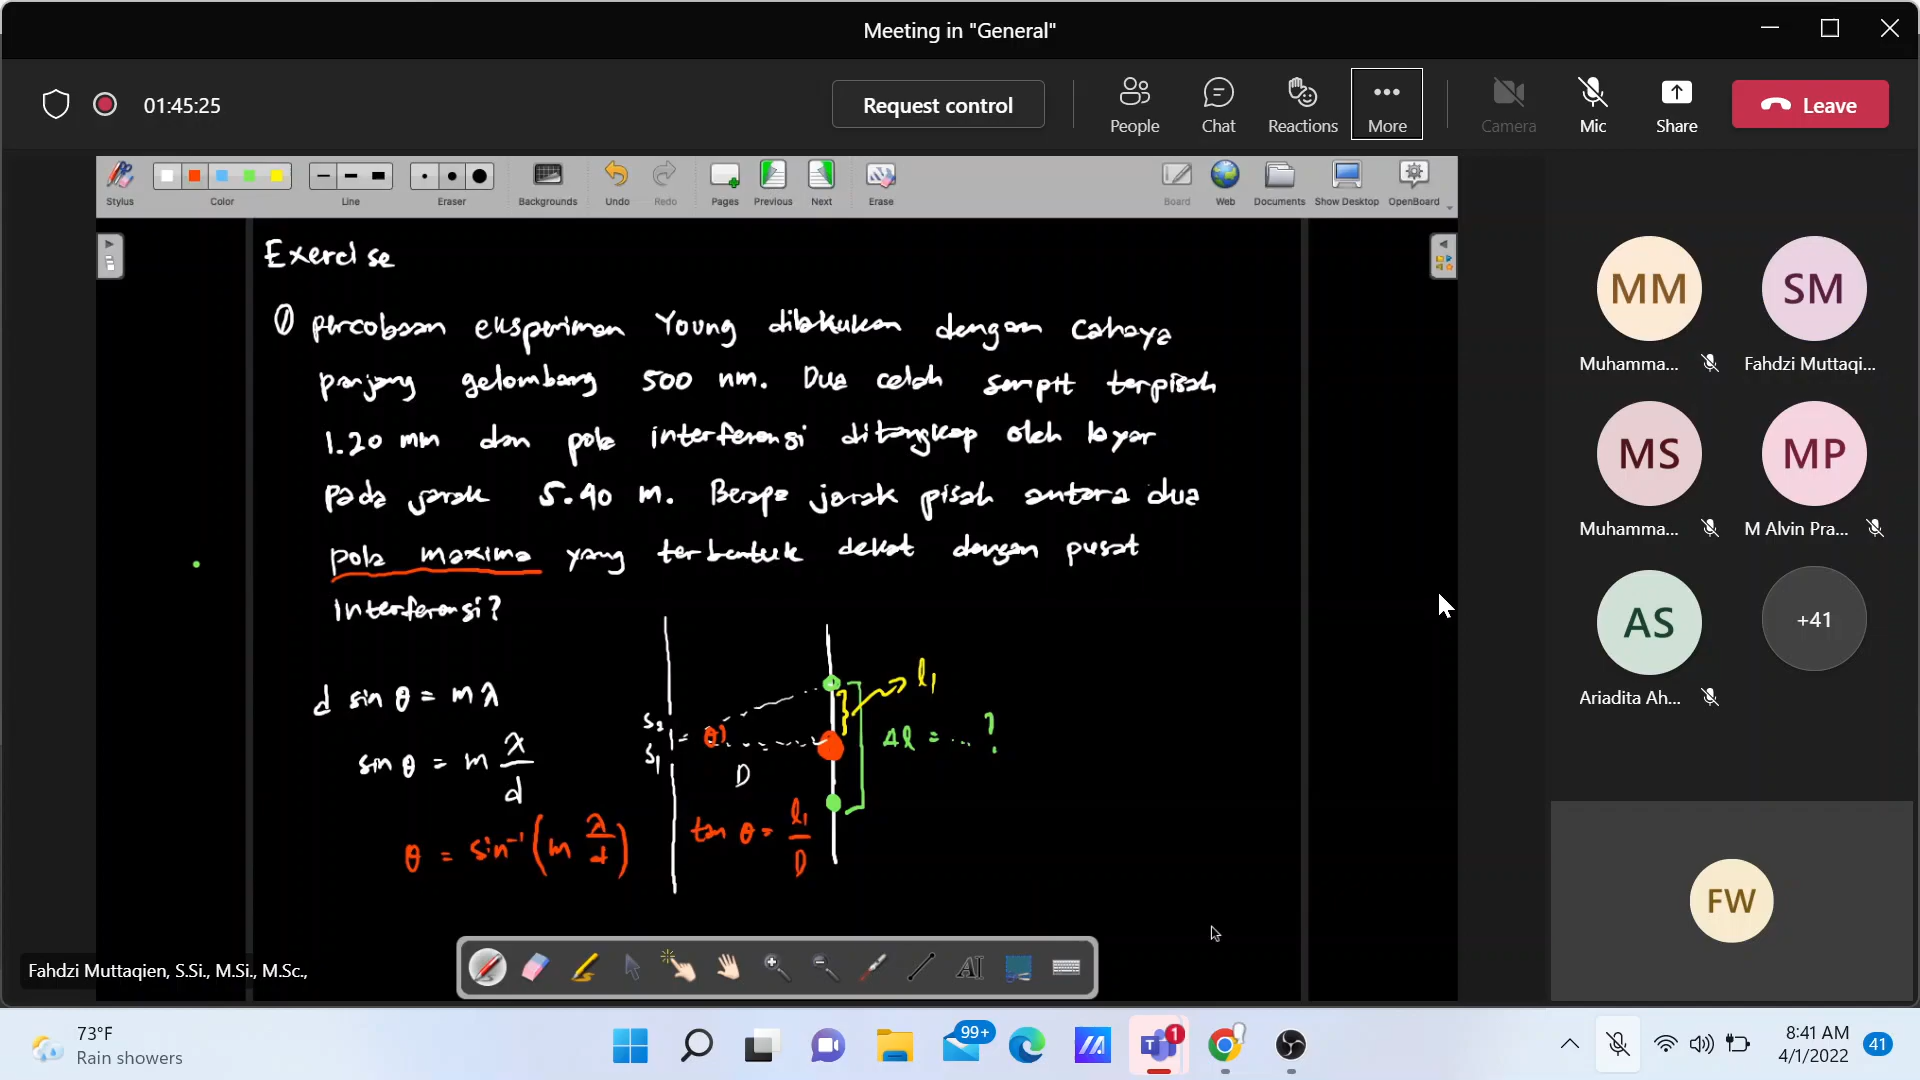 Meeting in "General"
01:45:25
Request control
People
Chat
Reactions
More
Camera
Mic
Share
Leave
Stylus
Color
Line
Eraser
Backgrounds
Undo
Redo
Pages
Previous
Next
Erase
Board
Web
Documents
Show Desktop
OpenBoard
Exercise
① percobaan eksperimen Young dilakukan dengan cahaya
panjang gelombang 500 nm. Dua celah sempit terpisah
1.20 mm dan pola interferensi ditangkap oleh layar
pada jarak 5.40 m. Berapa jarak pisah antara dua
pola maxima yang terbentuk dekat dengan pusat
interferensi?
d sin θ = m λ
sin θ = m λ/d
θ = sin⁻¹ (m λ/d)
S₂
S₁
θ
D
tan θ = l₁/D
l₁
Δl = ... ?
MM
Muhamma...
SM
Fahdzi Muttaqi...
MS
Muhamma...
MP
M Alvin Pra...
AS
Ariadita Ah...
+41
FW
Fahdzi Muttaqien, S.Si., M.Si., M.Sc.,
AI
73°F
Rain showers
99+
T
1
8:41 AM
4/1/2022
41